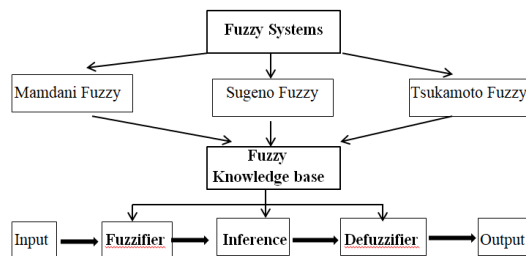 Fuzzy Systems
Mamdani Fuzzy
Sugeno Fuzzy
Tsukamoto Fuzzy
Fuzzy
Knowledge base
Input
Fuzzifier
Inference
Defuzzifier
Output